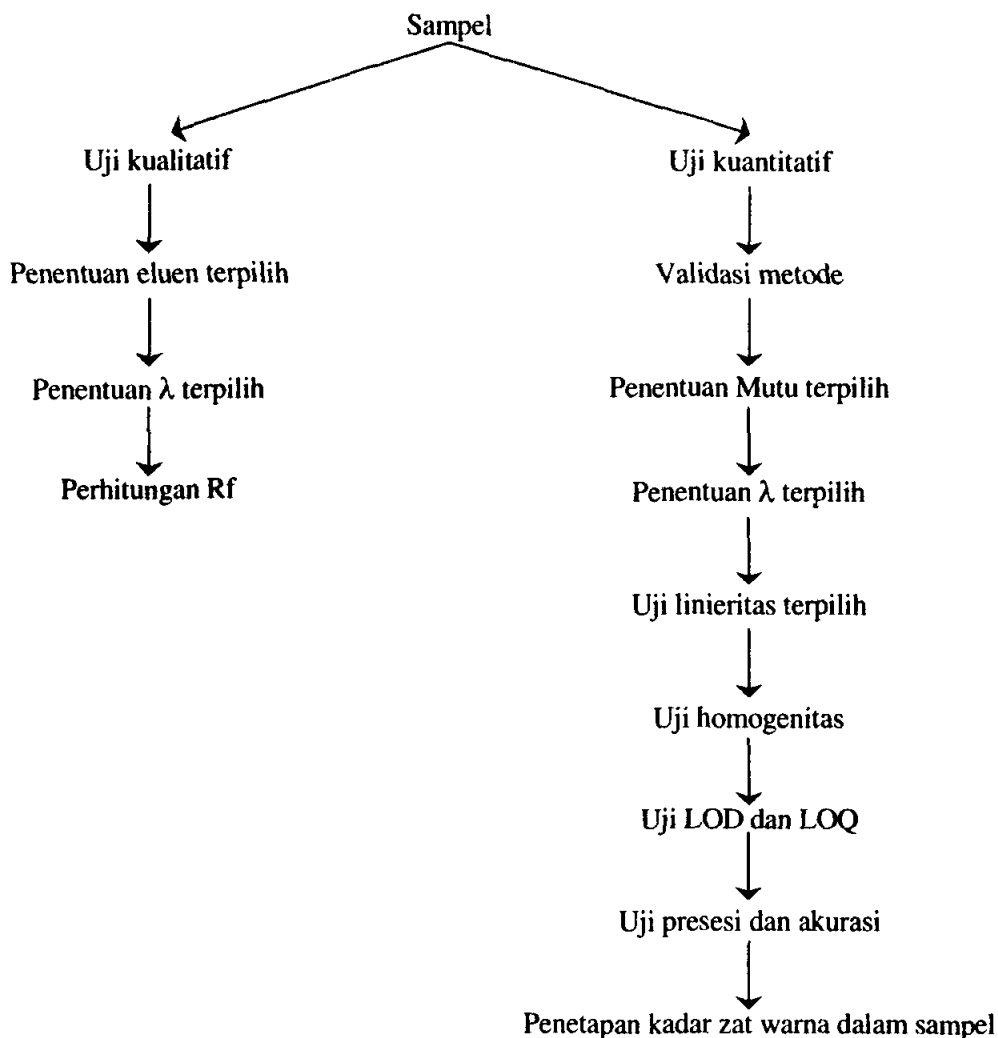 Sampel
Uji kualitatif
Penentuan eluen terpilih
Penentuan λ terpilih
Perhitungan Rf
Uji kuantitatif
Validasi metode
Penentuan Mutu terpilih
Penentuan λ terpilih
Uji linieritas terpilih
Uji homogenitas
Uji LOD dan LOQ
Uji presesi dan akurasi
Penetapan kadar zat warna dalam sampel